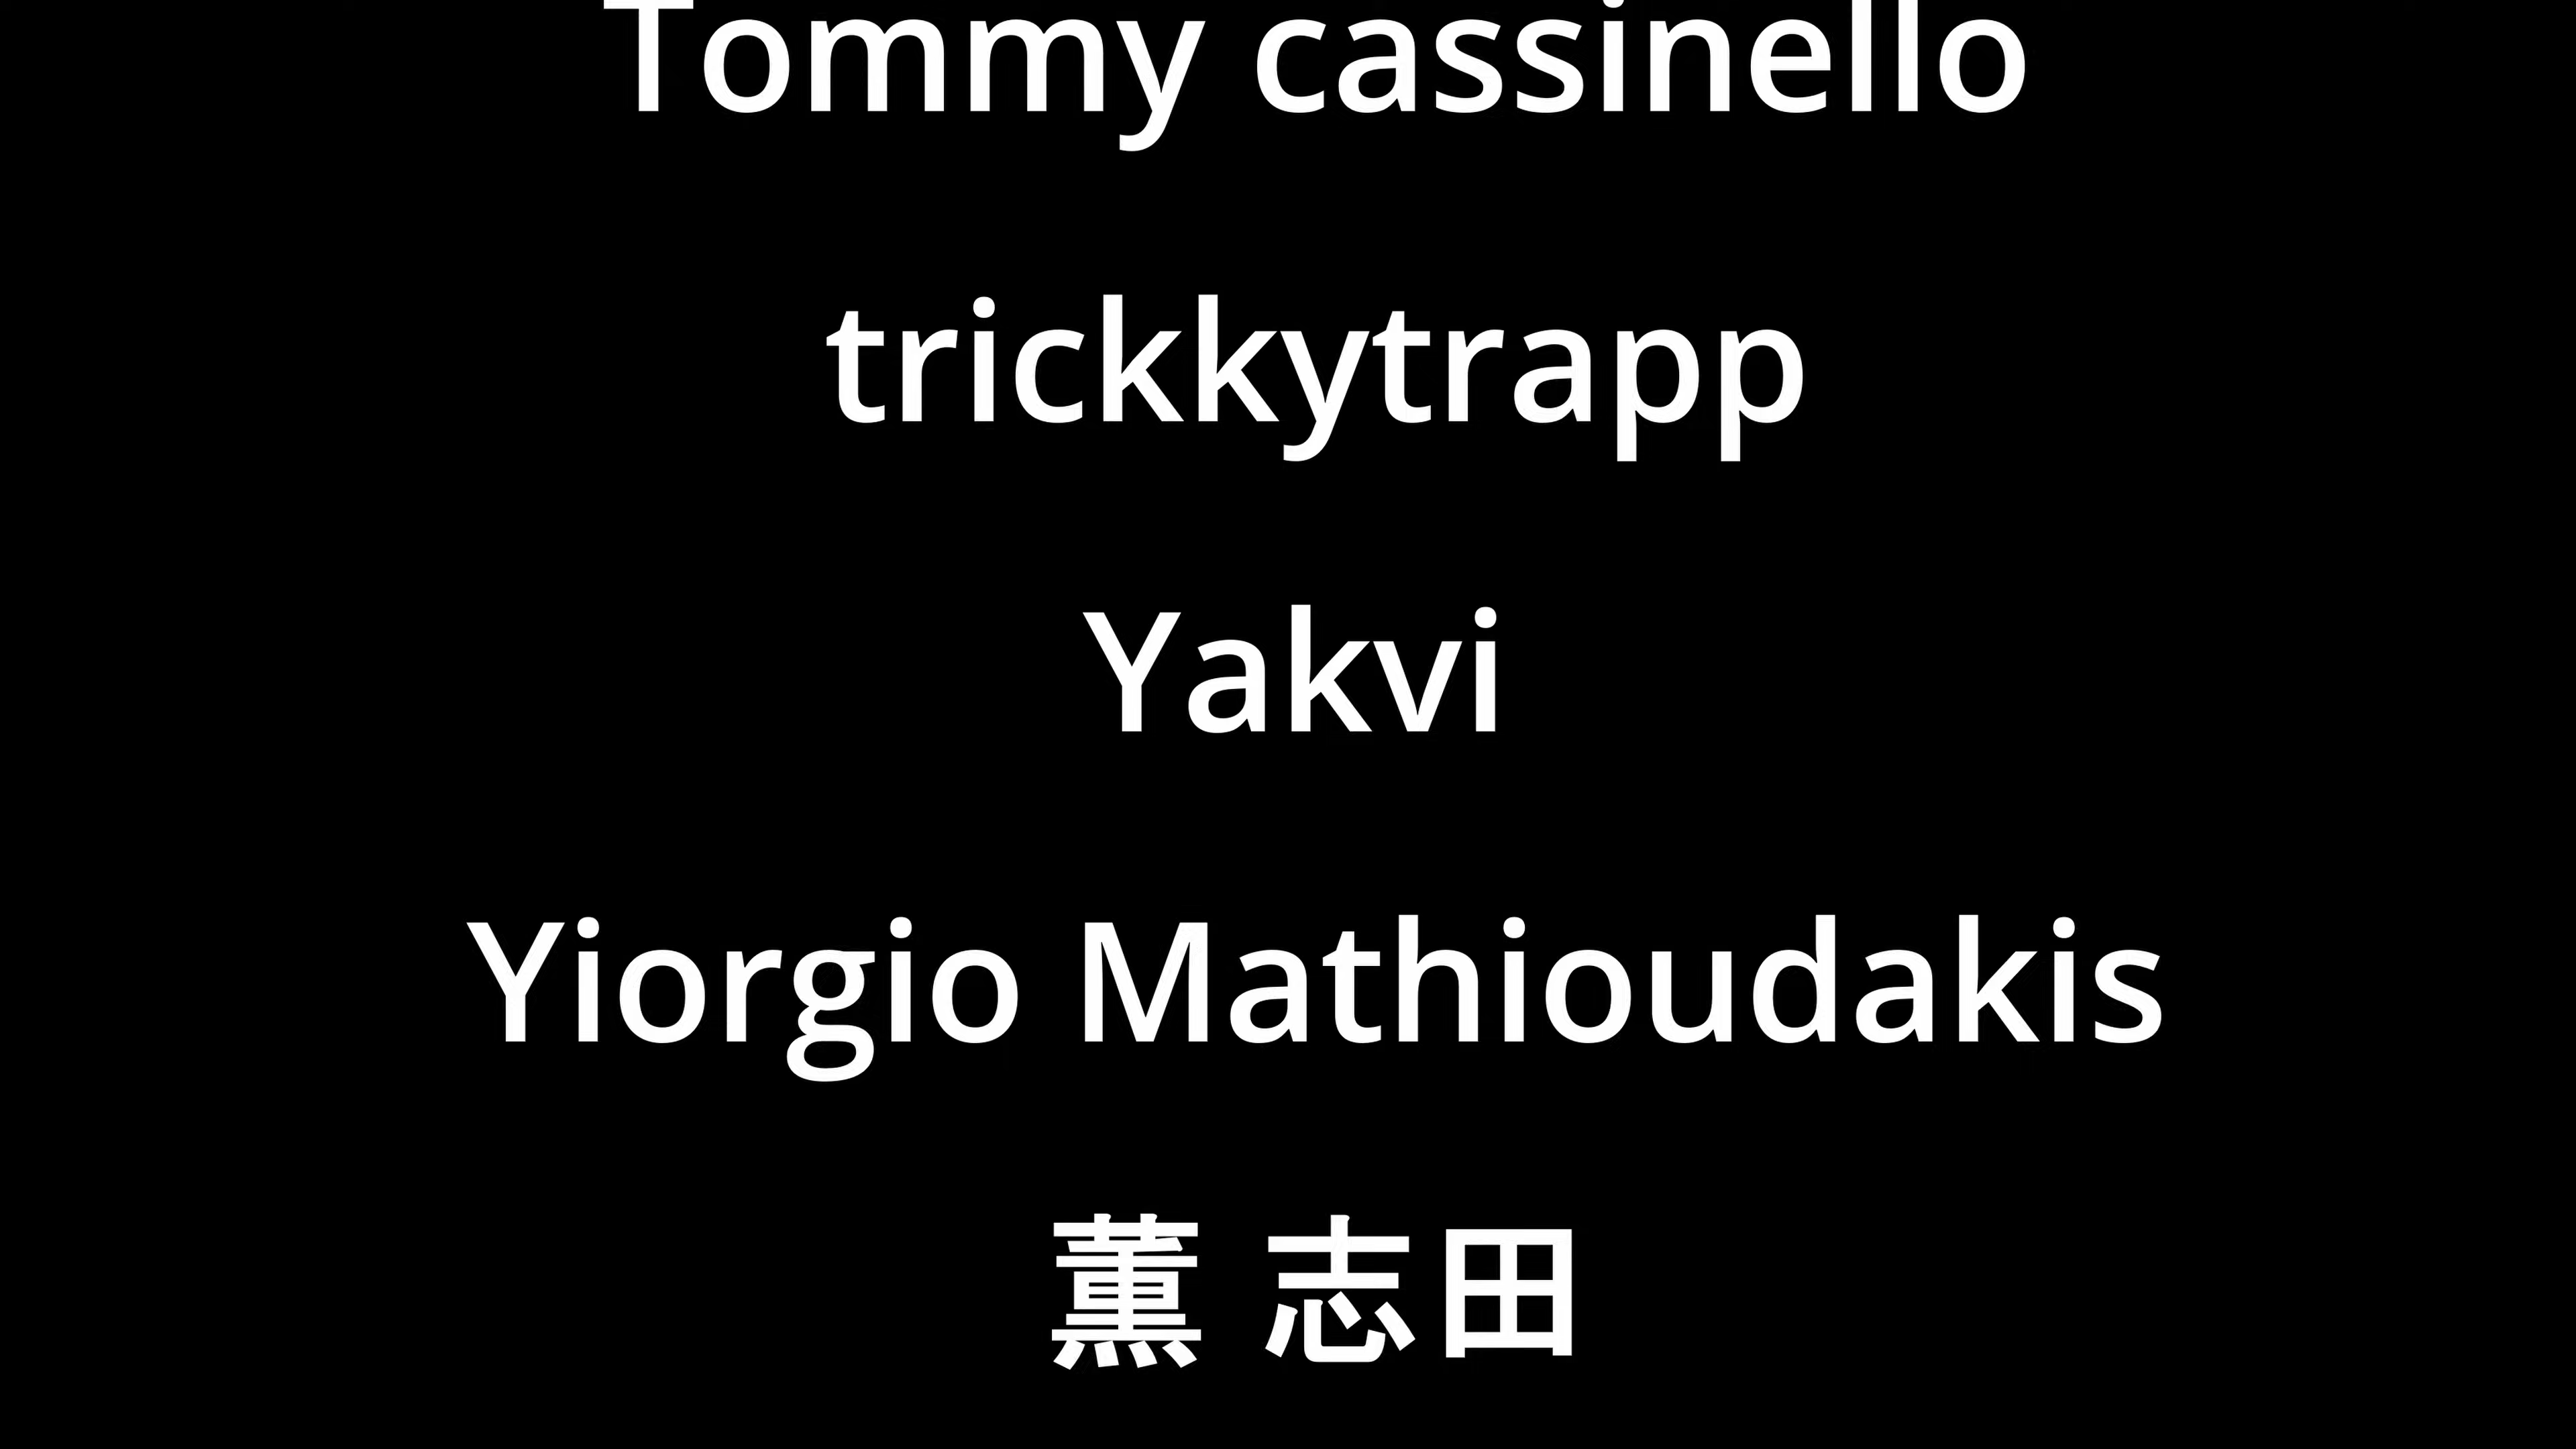 Tommy cassinello
trickkytrapp
Yakvi
Yiorgio Mathioudakis
薫 志田